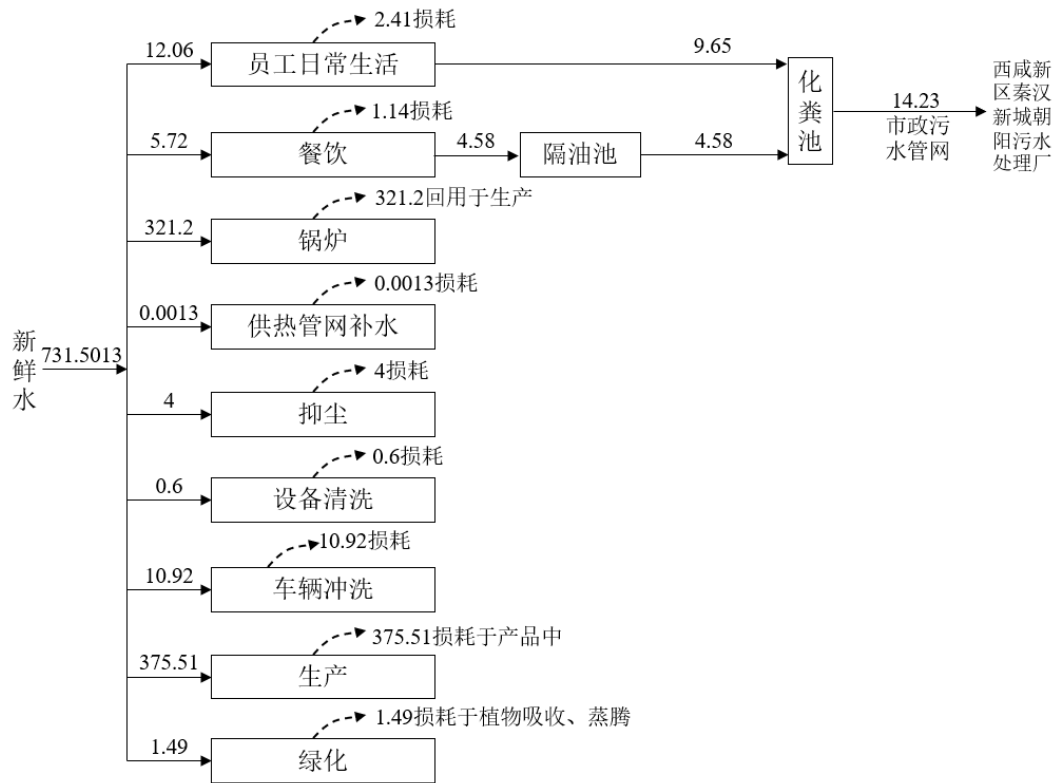 2.41损耗
12.06
员工日常生活
9.65
1.14损耗
5.72
餐饮
4.58
隔油池
4.58
化
粪
池
14.23
市政污
水管网
西咸新
区秦汉
新城朝
阳污水
处理厂
321.2回用于生产
321.2
锅炉
0.0013损耗
0.0013
供热管网补水
新
鲜
水
731.5013
4损耗
4
抑尘
0.6损耗
0.6
设备清洗
10.92损耗
10.92
车辆冲洗
375.51损耗于产品中
375.51
生产
1.49损耗于植物吸收、蒸腾
1.49
绿化